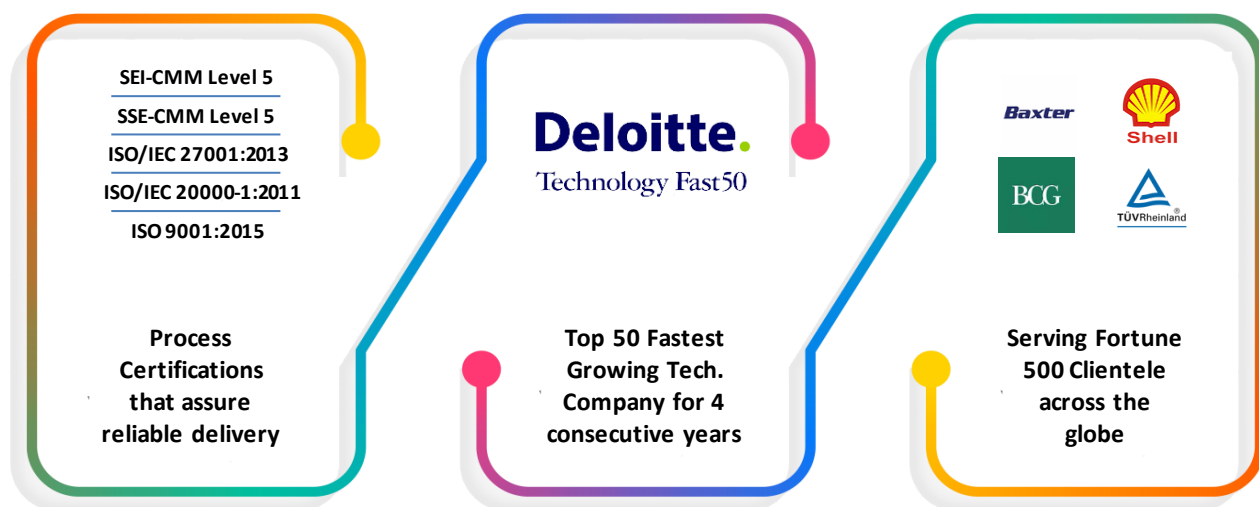 SEI-CMM Level 5
SSE-CMM Level 5
ISO/IEC 27001:2013
ISO/IEC 20000-1:2011
ISO 9001:2015
Process
Certifications
that assure
reliable delivery
Deloitte.
Technology Fast50
Top 50 Fastest
Growing Tech.
Company for 4
consecutive years
Baxter
Shell
BCG
TÜVRheinland®
Serving Fortune
500 Clientele
across the
globe